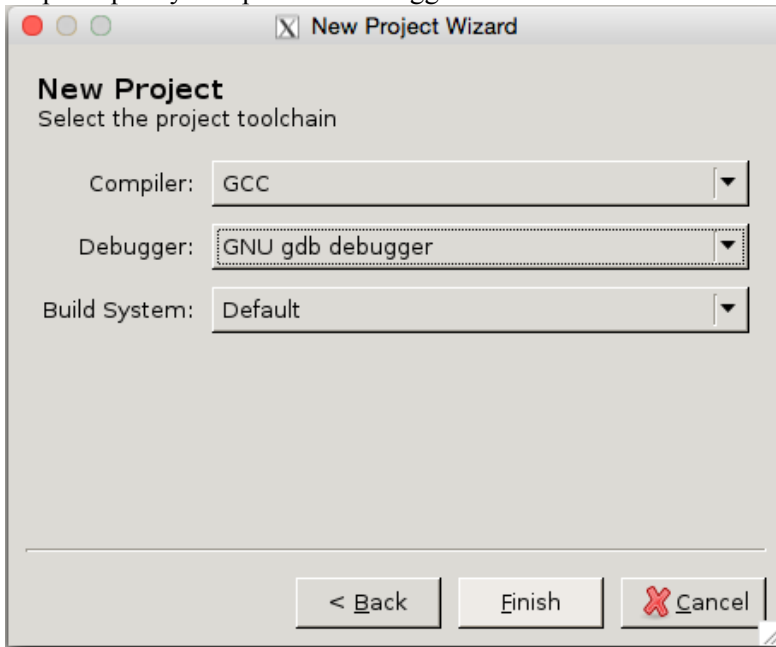 New Project Wizard
New Project
Select the project toolchain
Compiler: GCC
Debugger: GNU gdb debugger
Build System: Default
< Back Finish Cancel